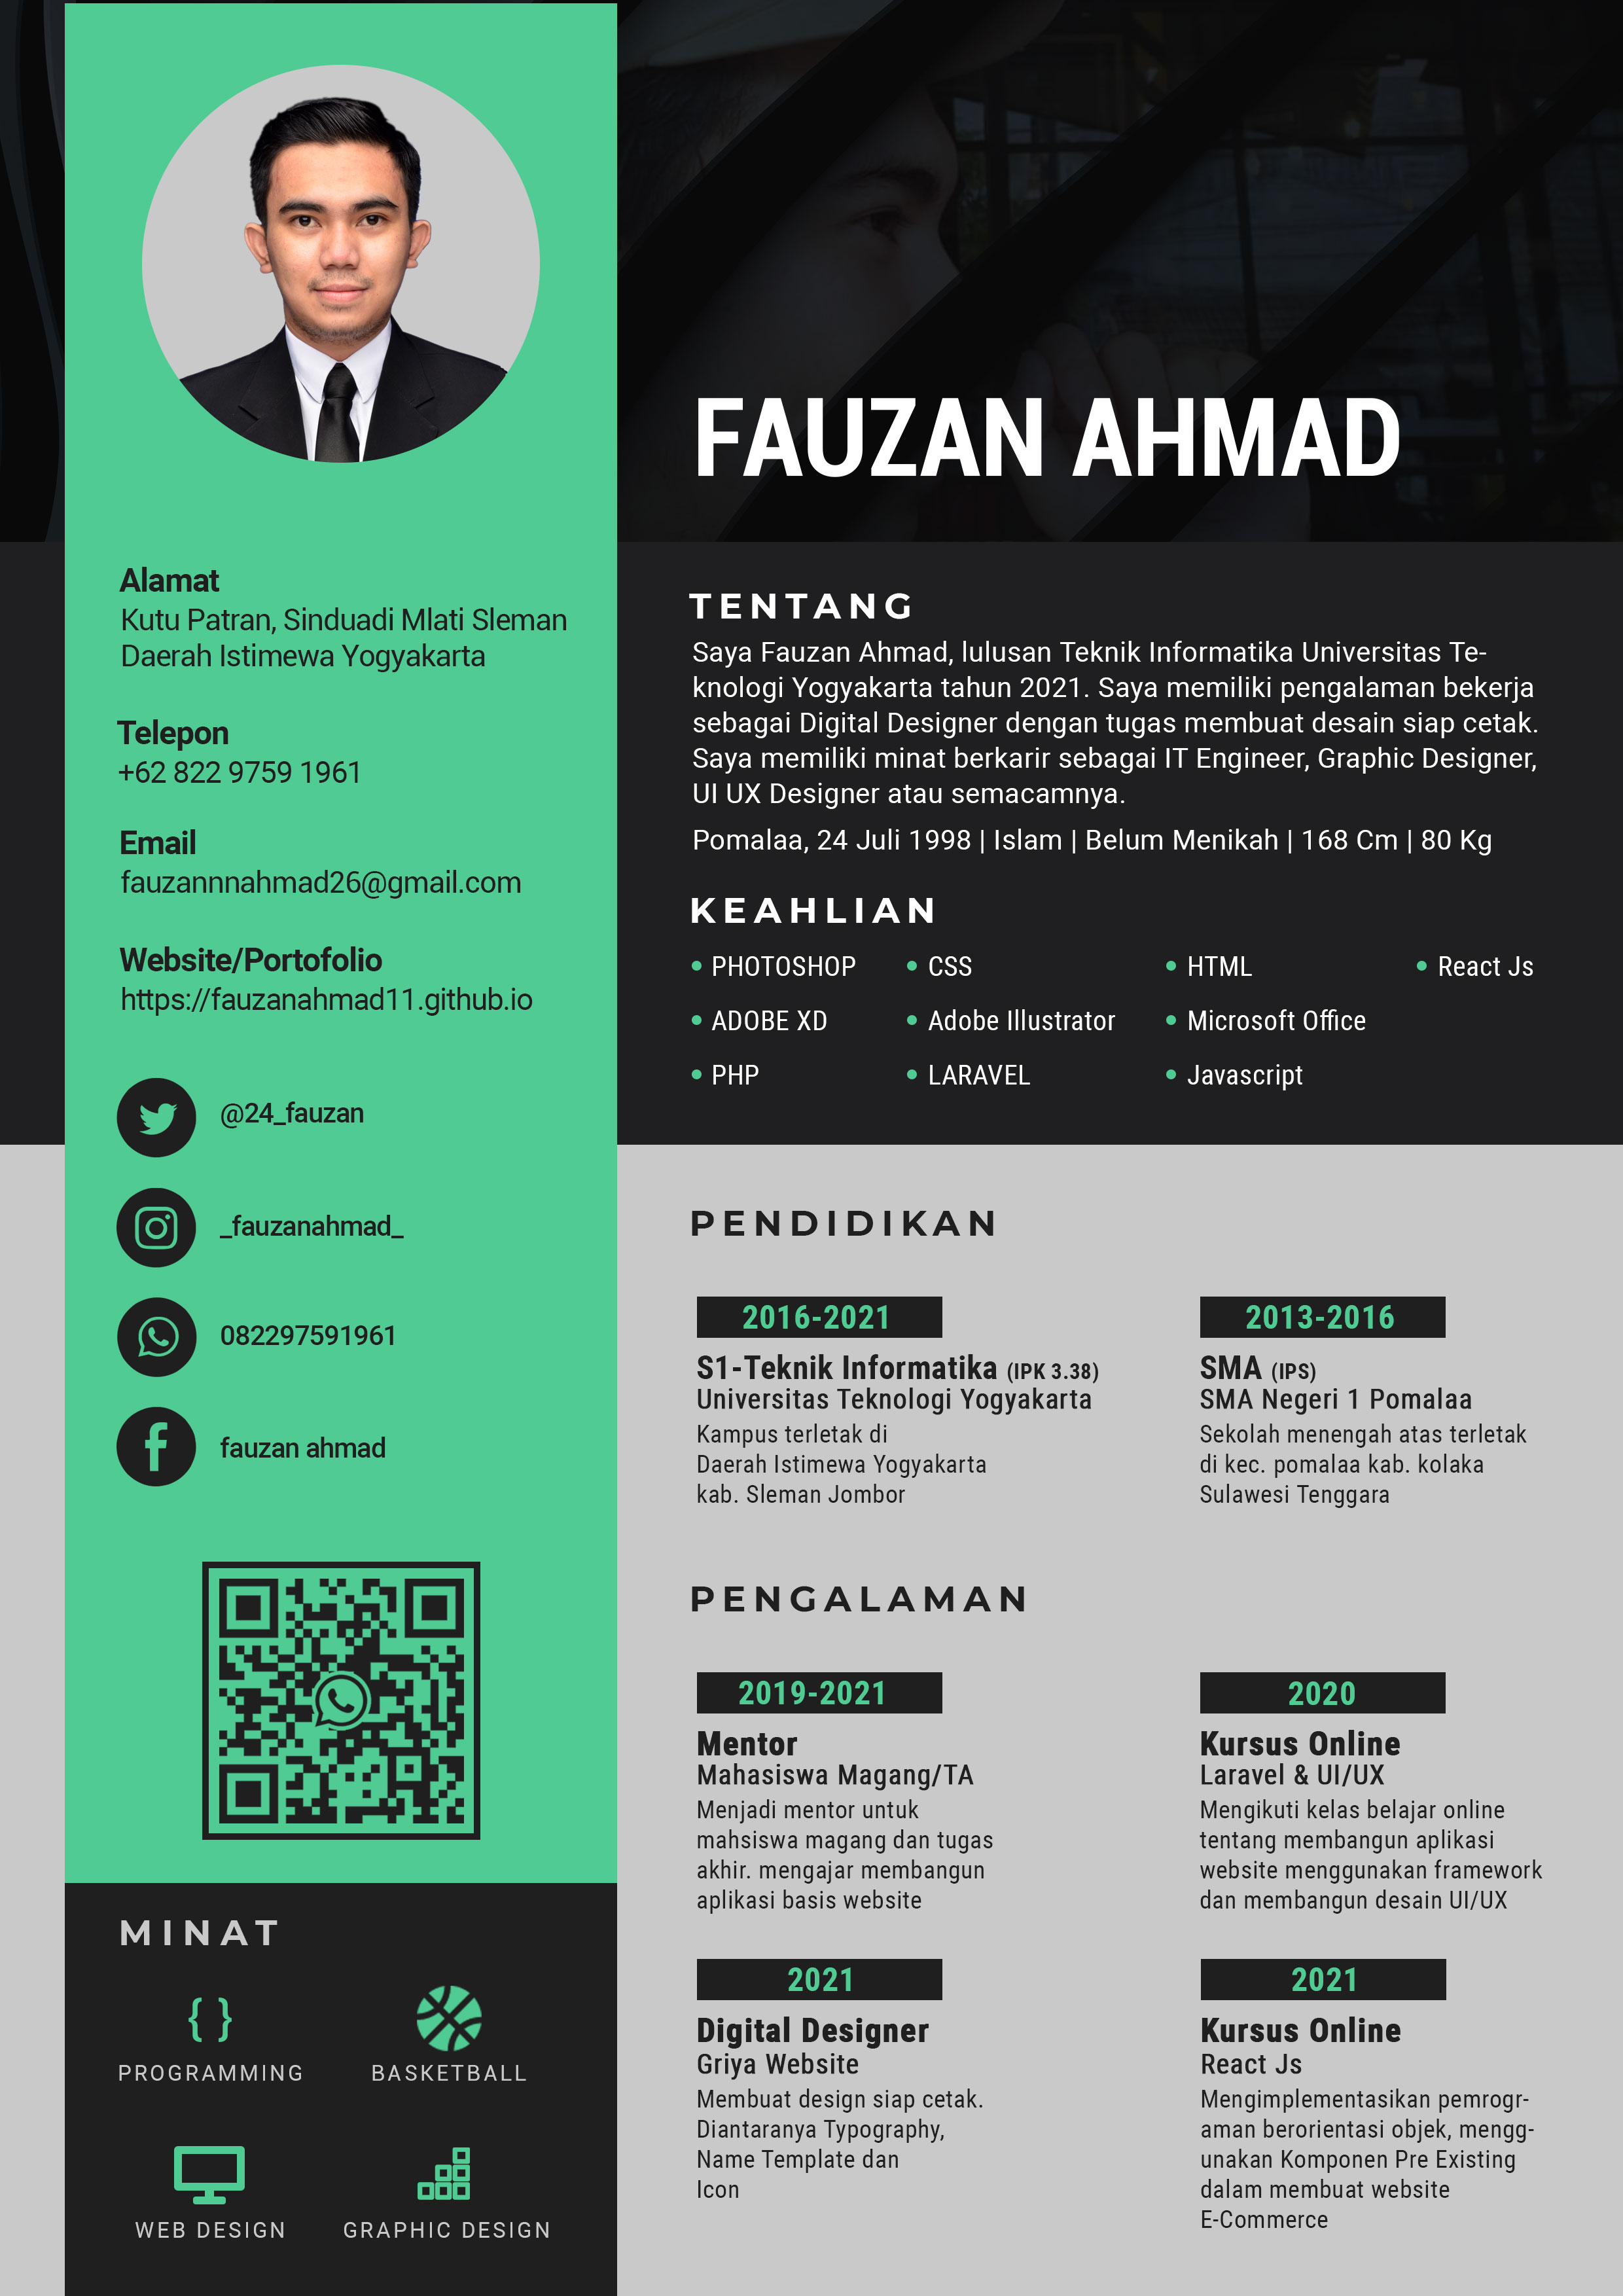 FAUZAN AHMAD
Alamat
Kutu Patran, Sinduadi Mlati Sleman
Daerah Istimewa Yogyakarta
Telepon
+62 822 9759 1961
Email
fauzannnahmad26@gmail.com
Website/Portofolio
https://fauzanahmad11.github.io
@24_fauzan
_fauzanahmad_
082297591961
fauzan ahmad
MINAT
{ }
PROGRAMMING
BASKETBALL
WEB DESIGN
GRAPHIC DESIGN
TENTANG
Saya Fauzan Ahmad, lulusan Teknik Informatika Universitas Te-
knologi Yogyakarta tahun 2021. Saya memiliki pengalaman bekerja
sebagai Digital Designer dengan tugas membuat desain siap cetak.
Saya memiliki minat berkarir sebagai IT Engineer, Graphic Designer,
UI UX Designer atau semacamnya.
Pomalaa, 24 Juli 1998 | Islam | Belum Menikah | 168 Cm | 80 Kg
KEAHLIAN
PHOTOSHOP
ADOBE XD
PHP
CSS
Adobe Illustrator
LARAVEL
HTML
Microsoft Office
Javascript
React Js
PENDIDIKAN
2016-2021
S1-Teknik Informatika (IPK 3.38)
Universitas Teknologi Yogyakarta
Kampus terletak di
Daerah Istimewa Yogyakarta
kab. Sleman Jombor
2013-2016
SMA (IPS)
SMA Negeri 1 Pomalaa
Sekolah menengah atas terletak
di kec. pomalaa kab. kolaka
Sulawesi Tenggara
PENGALAMAN
2019-2021
Mentor
Mahasiswa Magang/TA
Menjadi mentor untuk
mahsiswa magang dan tugas
akhir. mengajar membangun
aplikasi basis website
2020
Kursus Online
Laravel & UI/UX
Mengikuti kelas belajar online
tentang membangun aplikasi
website menggunakan framework
dan membangun desain UI/UX
2021
Digital Designer
Griya Website
Membuat design siap cetak.
Diantaranya Typography,
Name Template dan
Icon
2021
Kursus Online
React Js
Mengimplementasikan pemrogr-
aman berorientasi objek, mengg-
unakan Komponen Pre Existing
dalam membuat website
E-Commerce